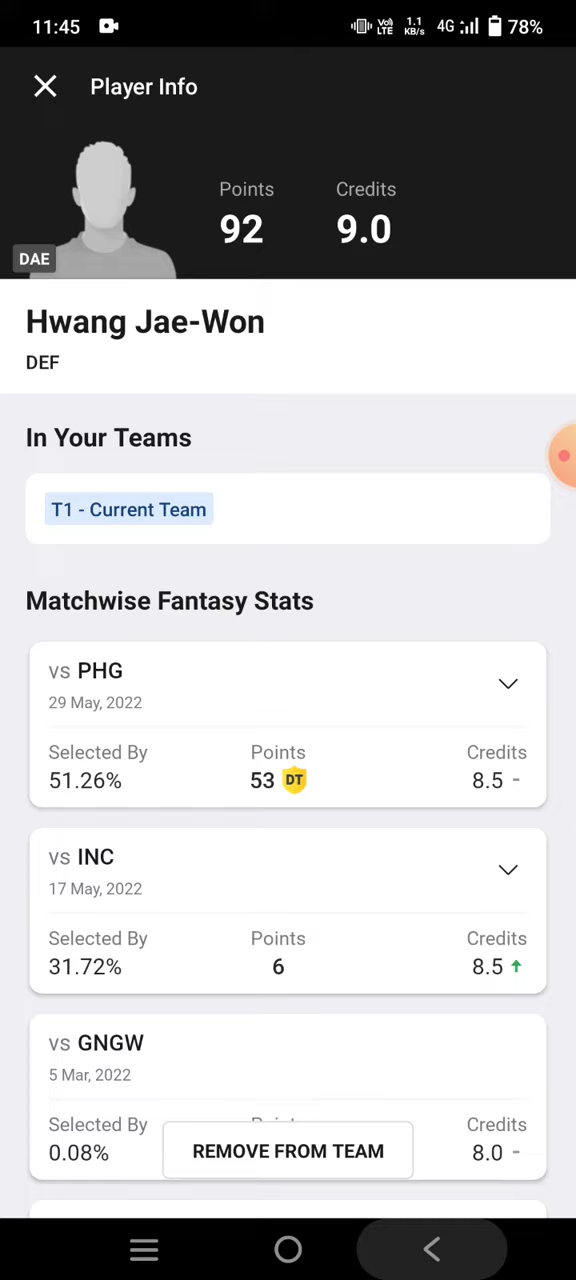 11:45 Vo) LTE 1.1 KB/s 4G 78%
Player Info
Points Credits
92 9.0
DAE
Hwang Jae-Won
DEF
In Your Teams
T1 - Current Team
Matchwise Fantasy Stats
vs PHG
29 May, 2022
Selected By Points Credits
51.26% 53 DT 8.5 -
vs INC
17 May, 2022
Selected By Points Credits
31.72% 6 8.5
vs GNGW
5 Mar, 2022
Selected By Credits
0.08% 8.0 -
REMOVE FROM TEAM